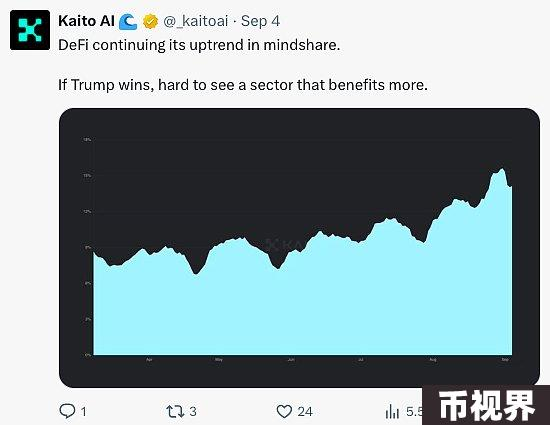 Kaito AI @_kaitoai · Sep 4
DeFi continuing its uptrend in mindshare.
If Trump wins, hard to see a sector that benefits more.
18%
15%
12%
9%
6%
3%
0%
KAI
Apr May Jun Jul Aug Sep
1 3 24 5.5
币视界